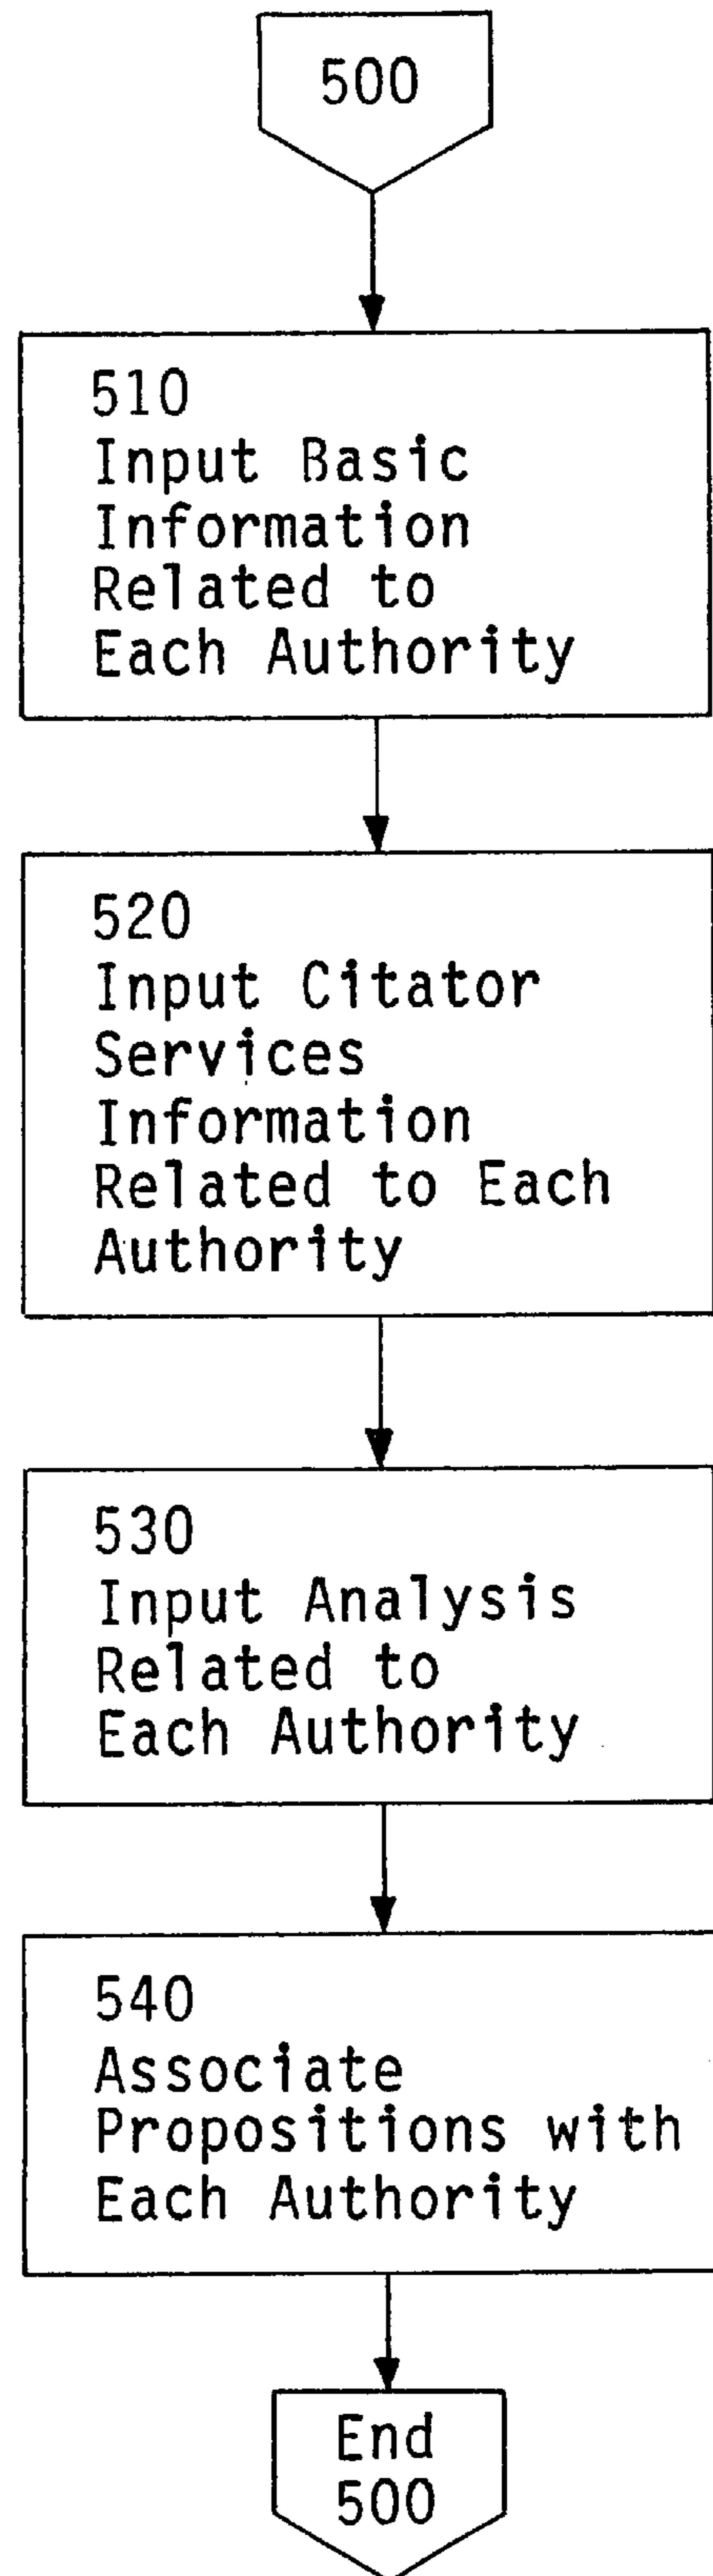 500
510
Input Basic
Information
Related to
Each Authority
520
Input Citator
Services
Information
Related to Each
Authority
530
Input Analysis
Related to
Each Authority
540
Associate
Propositions with
Each Authority
End
500